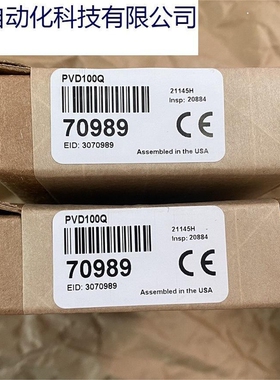 自动化科技有限公司
PVD100Q
21145H
Insp: 20884
70989
EID: 3070989
CE
Assembled in the USA
PVD100Q
21145H
Insp: 20884
70989
EID: 3070989
CE
Assembled in the USA